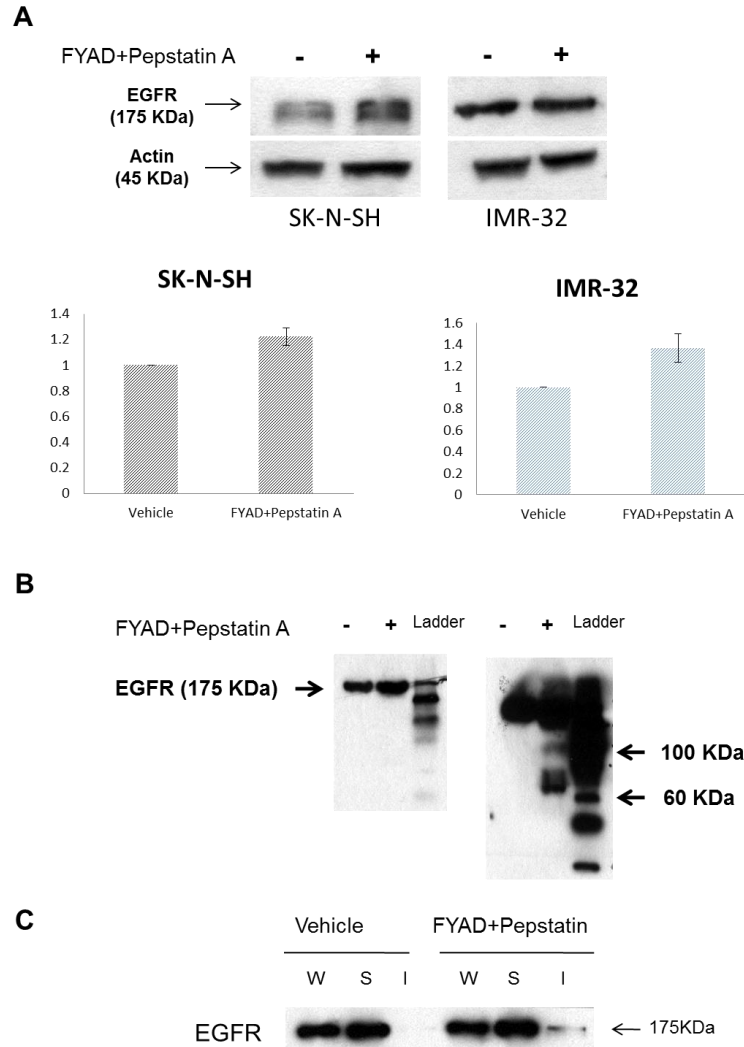 A
FYAD+Pepstatin A - +  - +
EGFR
(175 KDa)
Actin
(45 KDa)
SK-N-SH IMR-32
SK-N-SH
1.4
1.2
1
0.8
0.6
0.4
0.2
0
Vehicle FYAD+Pepstatin A
IMR-32
1.6
1.4
1.2
1
0.8
0.6
0.4
0.2
0
Vehicle FYAD+Pepstatin A
B
FYAD+Pepstatin A - + Ladder - + Ladder
EGFR (175 KDa)
100 KDa
60 KDa
C
Vehicle FYAD+Pepstatin
W S I W S I
EGFR 175KDa